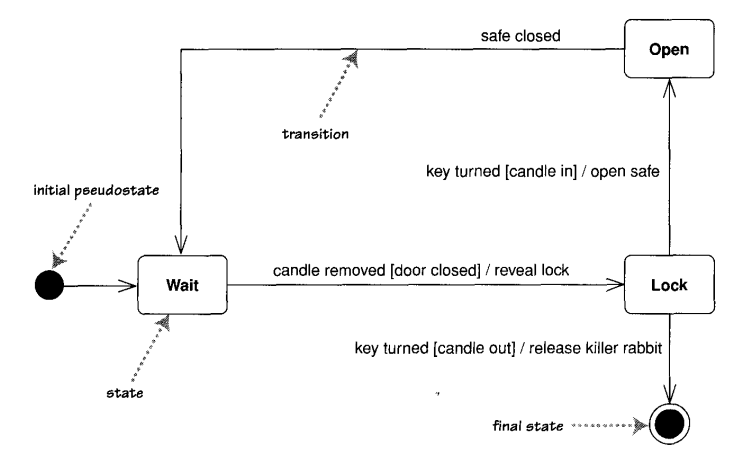 safe closed
Open
transition
key turned [candle in] / open safe
initial pseudostate
Wait
candle removed [door closed] / reveal lock
Lock
key turned [candle out] / release killer rabbit
state
final state